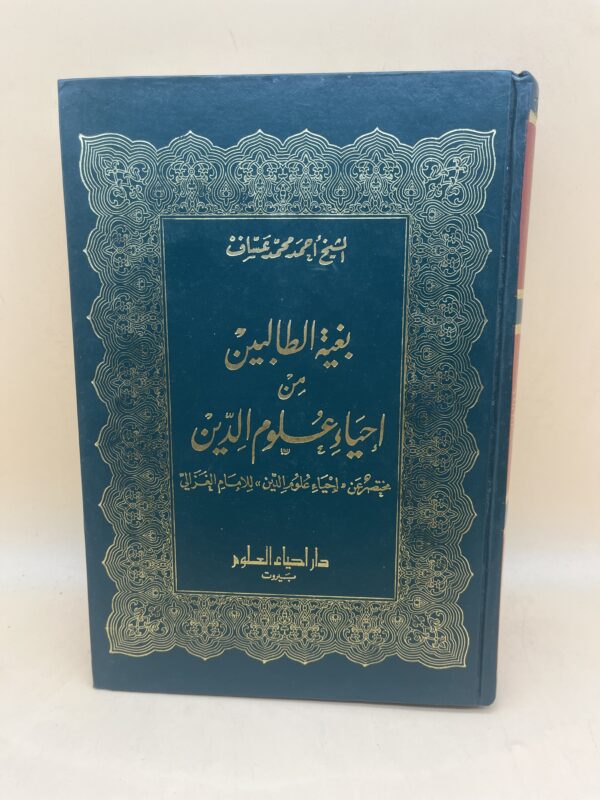 الشيخ أحمد محمد عساف
بغية الطالبين
من
إحياء علوم الدين
مختصر عن «إحياء علوم الدين» للإمام الغزالي
دار احياء العلوم
بيروت